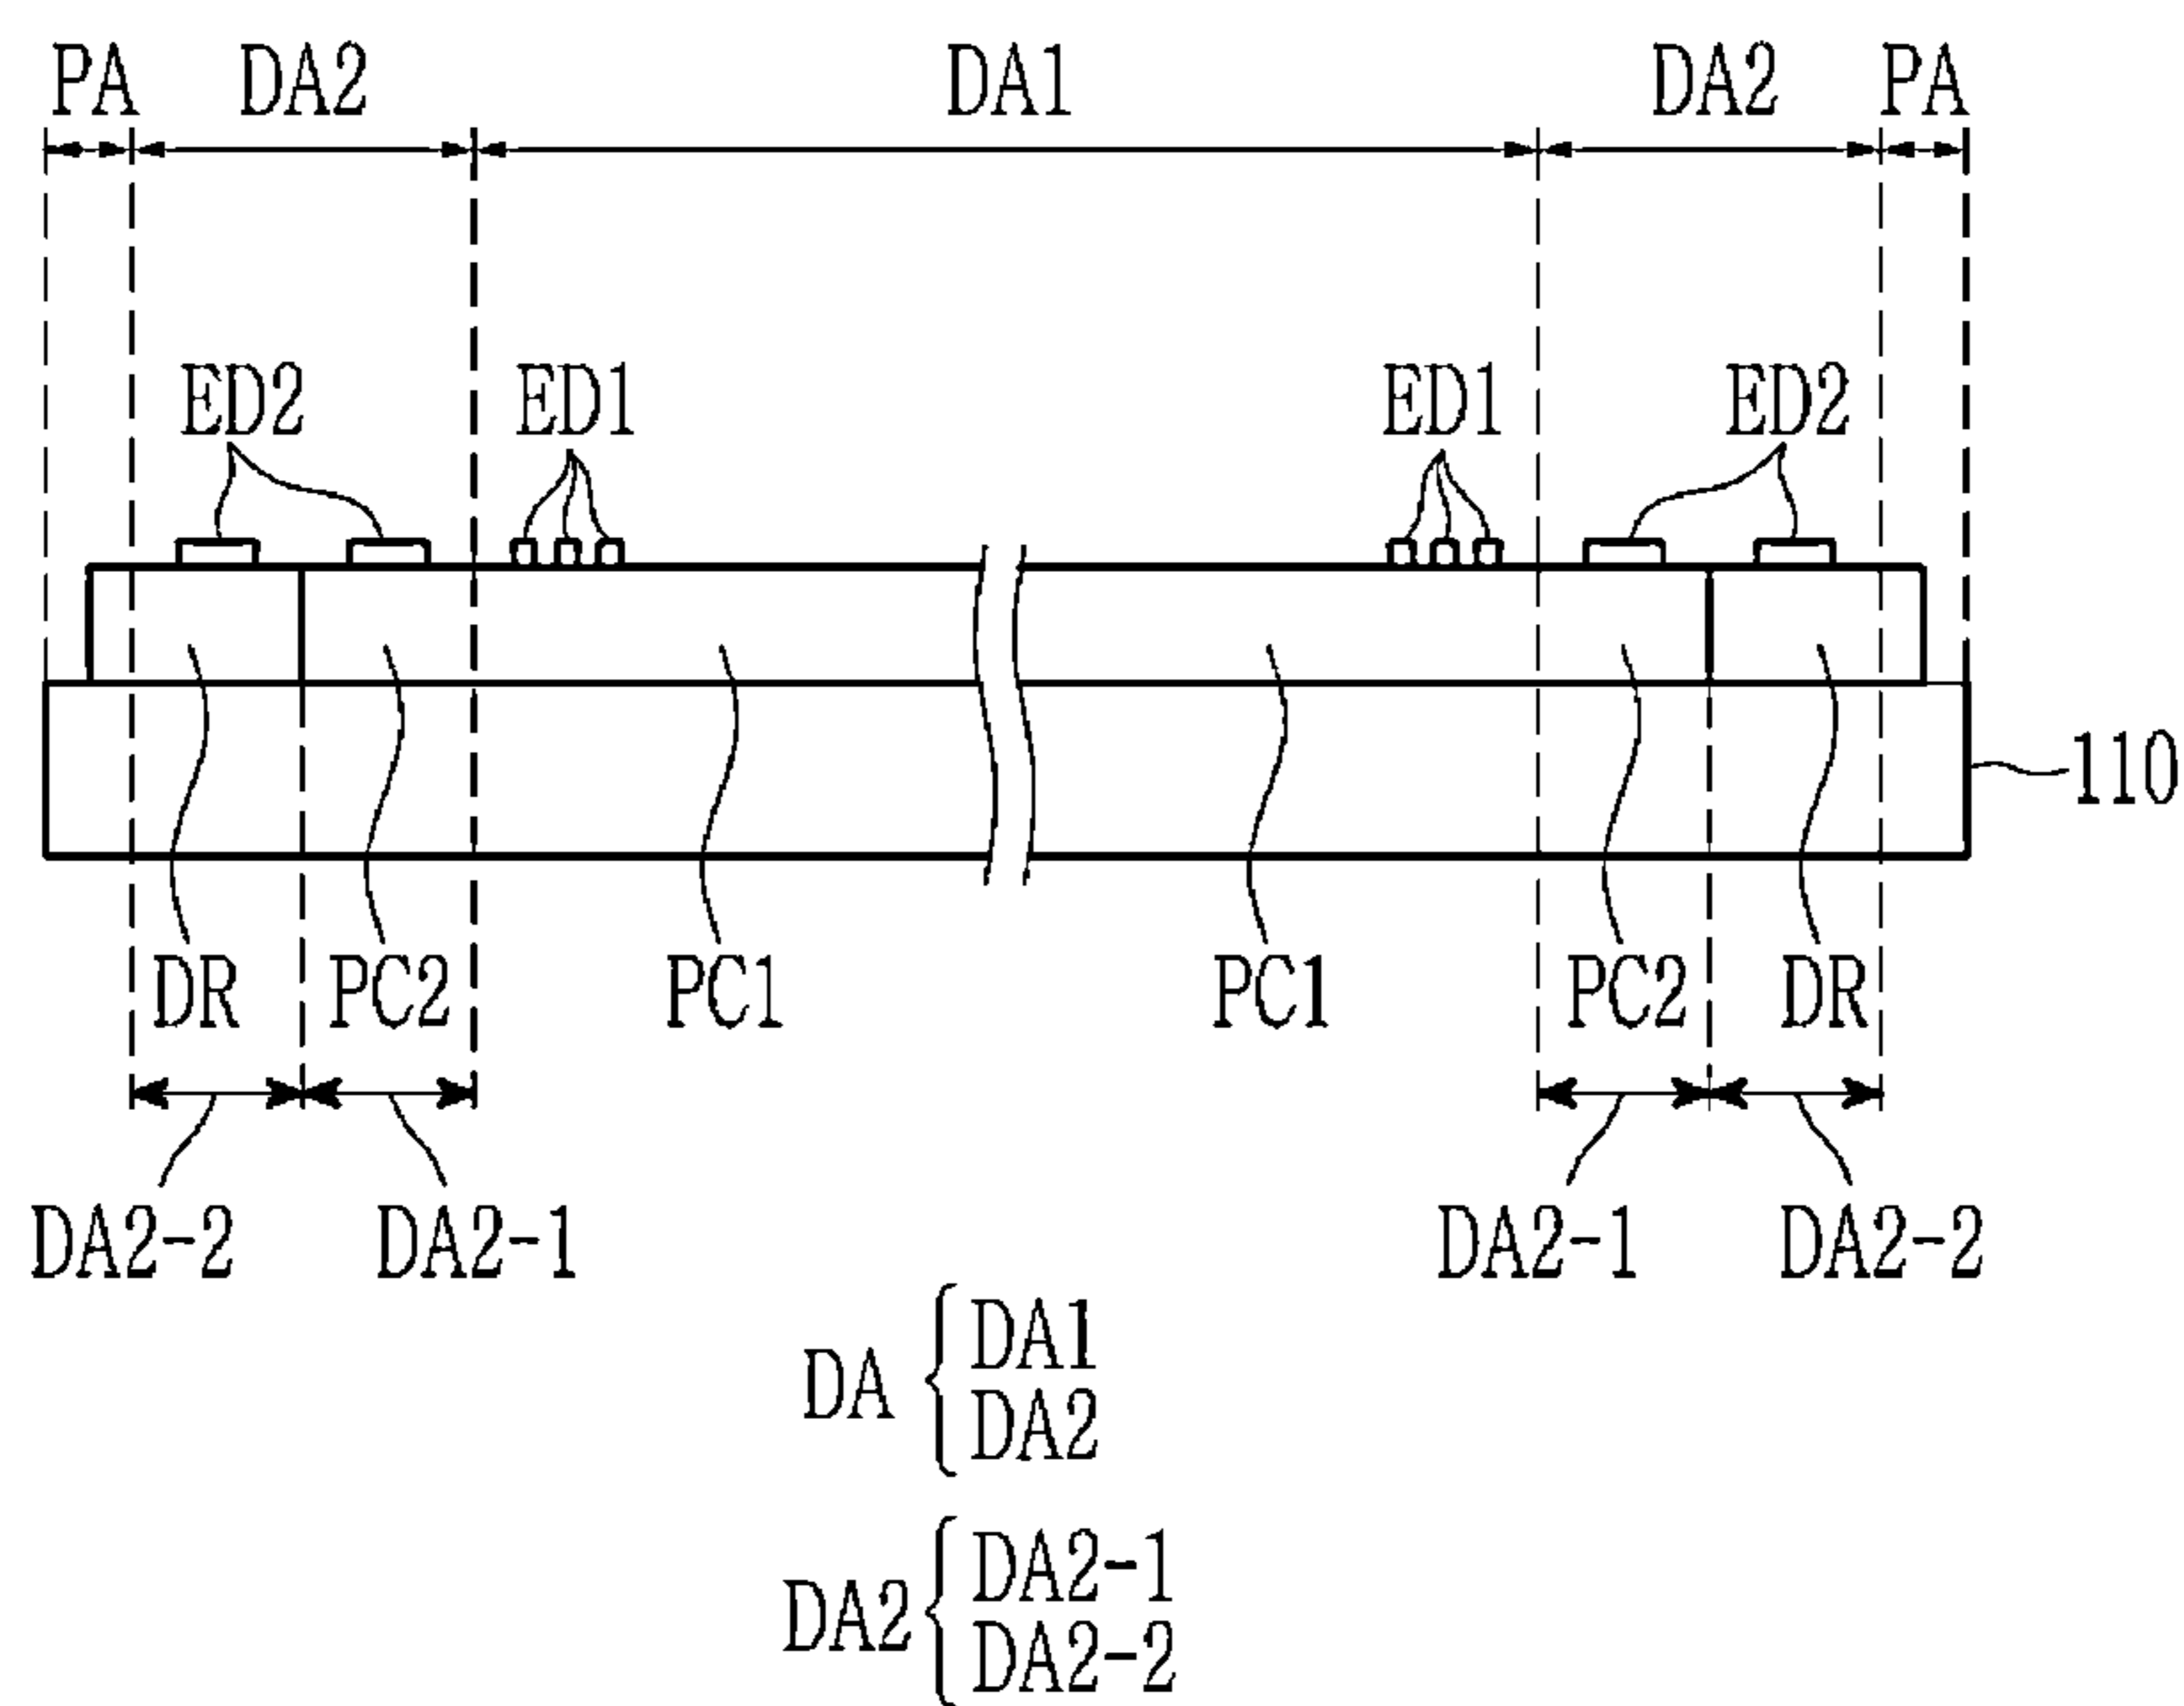 PA DA2 DA1 DA2 PA
ED2 ED1 ED1 ED2
110
DR PC2 PC1 PC1 PC2 DR
DA2-2 DA2-1 DA2-1 DA2-2
DA { DA1
DA2
DA2 { DA2-1
DA2-2